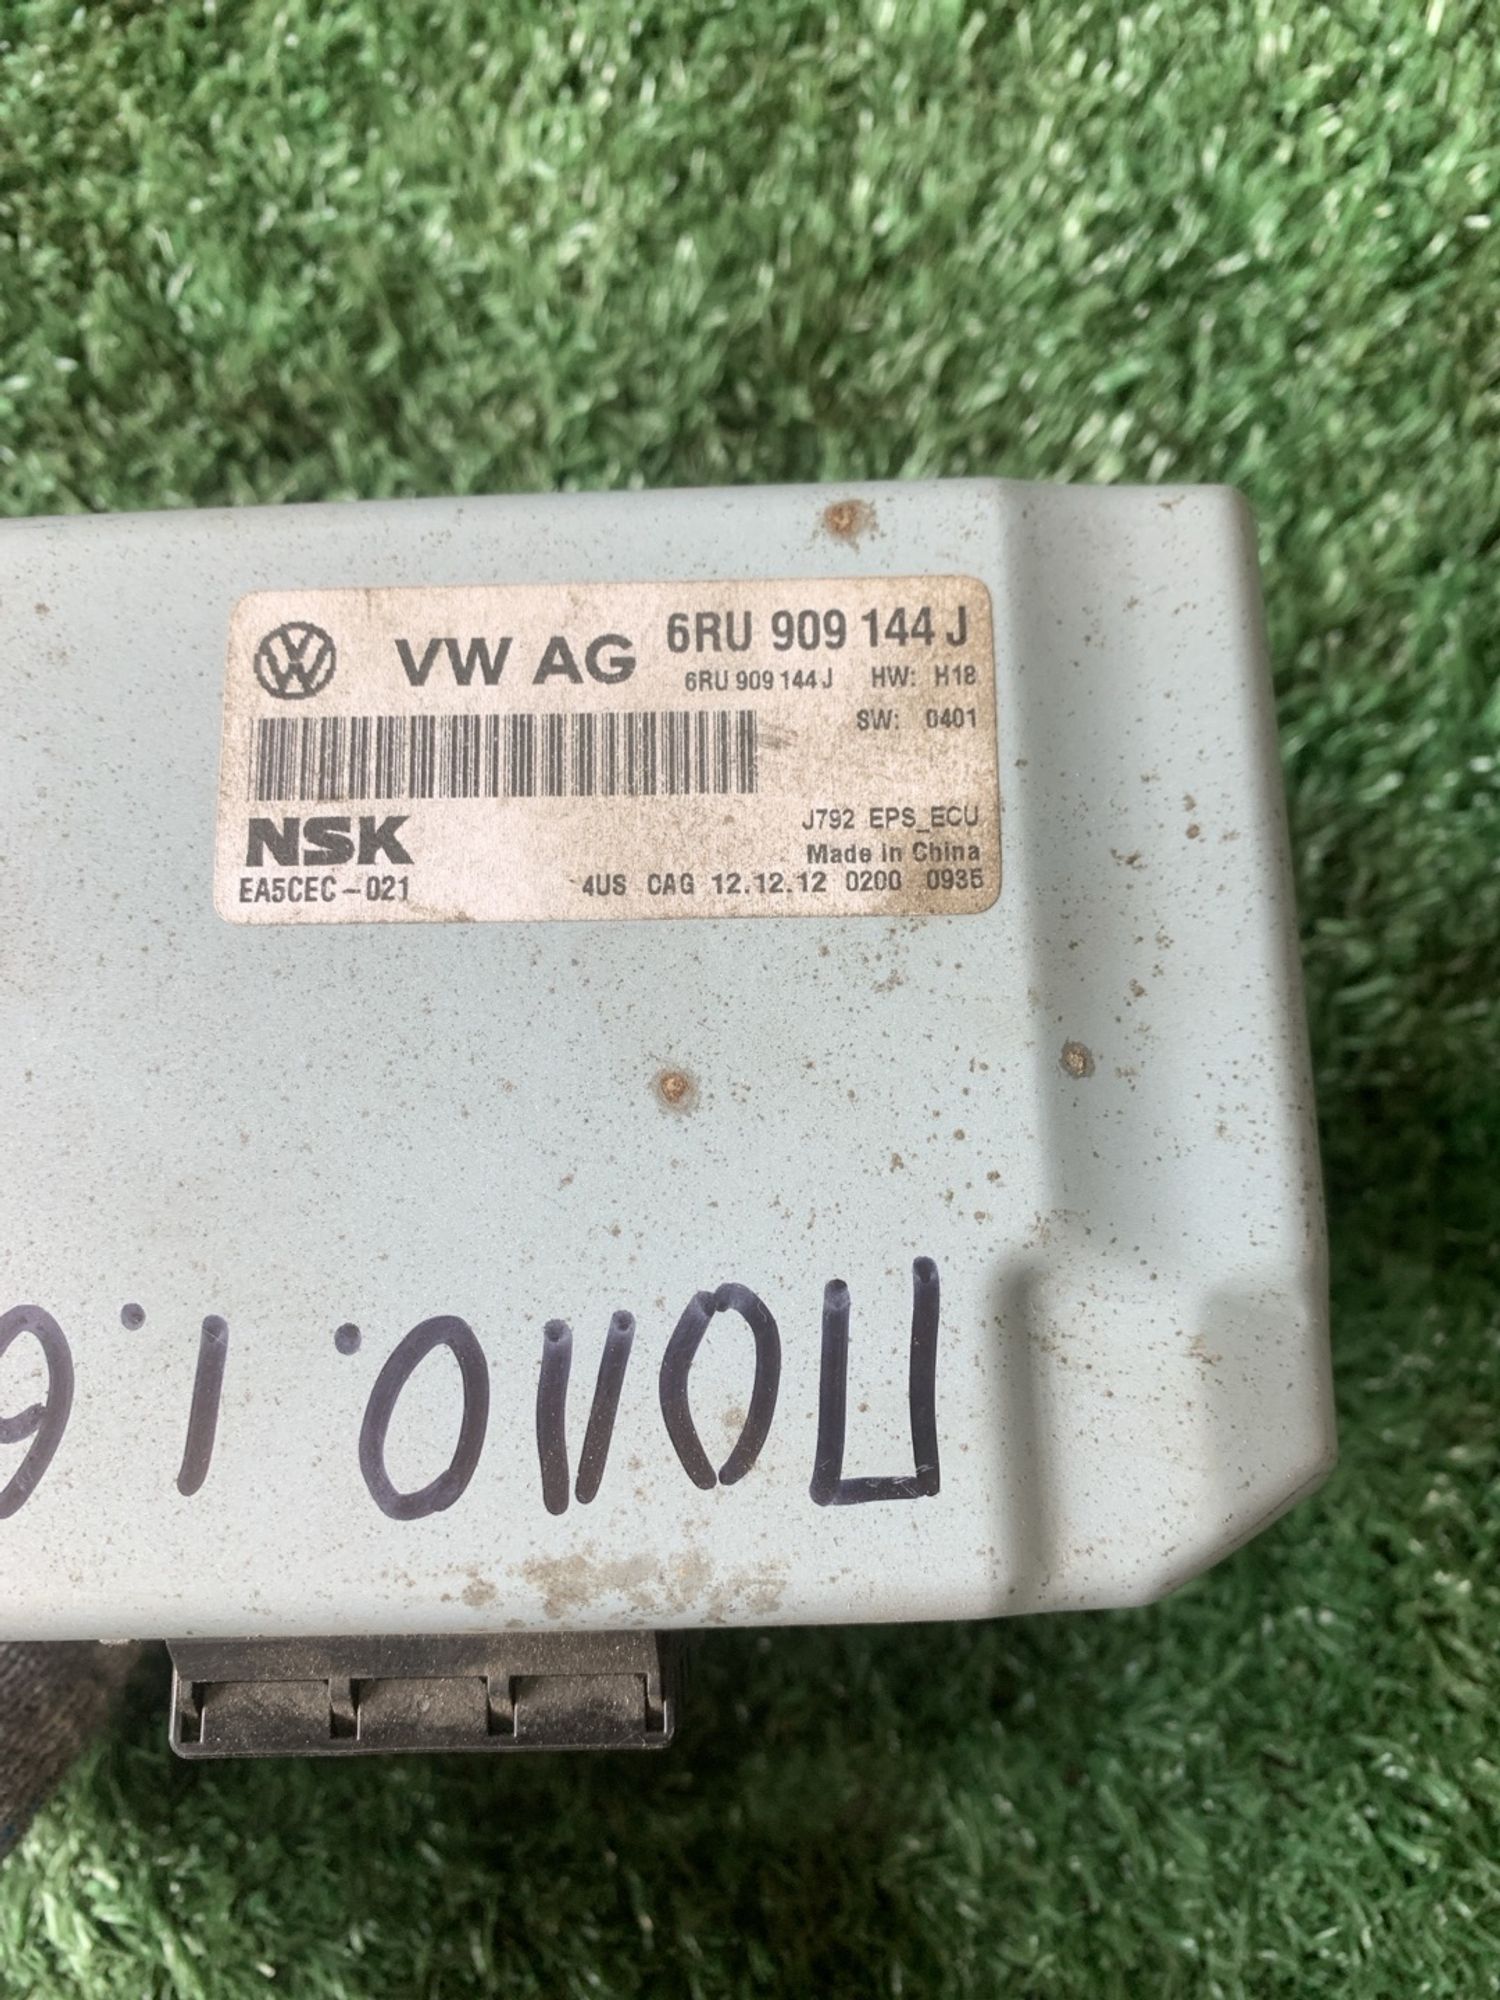 VW AG 6RU 909 144 J
6RU 909 144 J HW: H18
SW: 0401
NSK J792 EPS_ECU
Made in China
EA5CEC-021 4US CAG 12.12.12 0200 0935
ПОЛО. 1.6